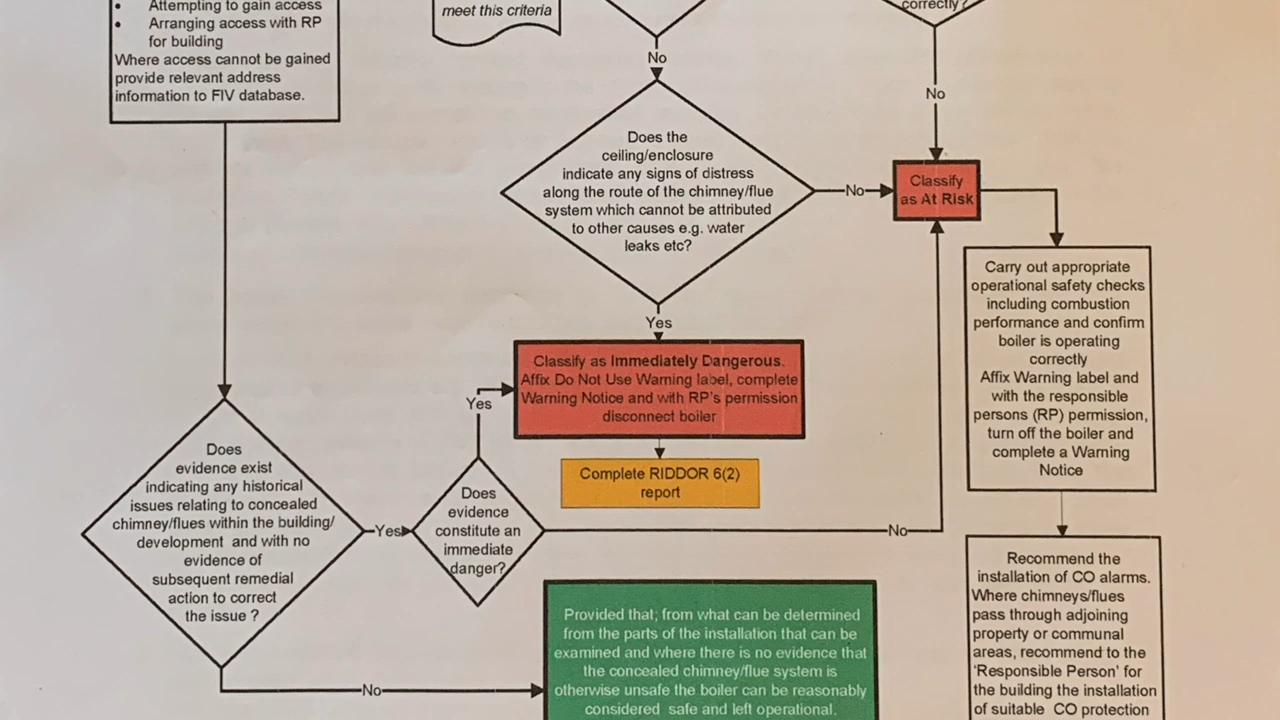 • Attempting to gain access
• Arranging access with RP
for building
Where access cannot be gained
provide relevant address
information to FIV database.
meet this criteria
correctly?
No
No
Does the
ceiling/enclosure
indicate any signs of distress
along the route of the chimney/flue
system which cannot be attributed
to other causes e.g. water
leaks etc?
No
Classify
as At Risk
Yes
Carry out appropriate
operational safety checks
including combustion
performance and confirm
boiler is operating
correctly
Affix Warning label and
with the responsible
persons (RP) permission,
turn off the boiler and
complete a Warning
Notice
Classify as Immediately Dangerous.
Affix Do Not Use Warning label, complete
Warning Notice and with RP's permission
disconnect boiler
Yes
Complete RIDDOR 6(2)
report
Does
evidence exist
indicating any historical
issues relating to concealed
chimney/flues within the building/
development and with no
evidence of
subsequent remedial
action to correct
the issue ?
Yes
Does
evidence
constitute an
immediate
danger?
No
Recommend the
installation of CO alarms.
Where chimneys/flues
pass through adjoining
property or communal
areas, recommend to the
'Responsible Person' for
the building the installation
of suitable CO protection
No
Provided that; from what can be determined
from the parts of the installation that can be
examined and where there is no evidence that
the concealed chimney/flue system is
otherwise unsafe the boiler can be reasonably
considered safe and left operational.